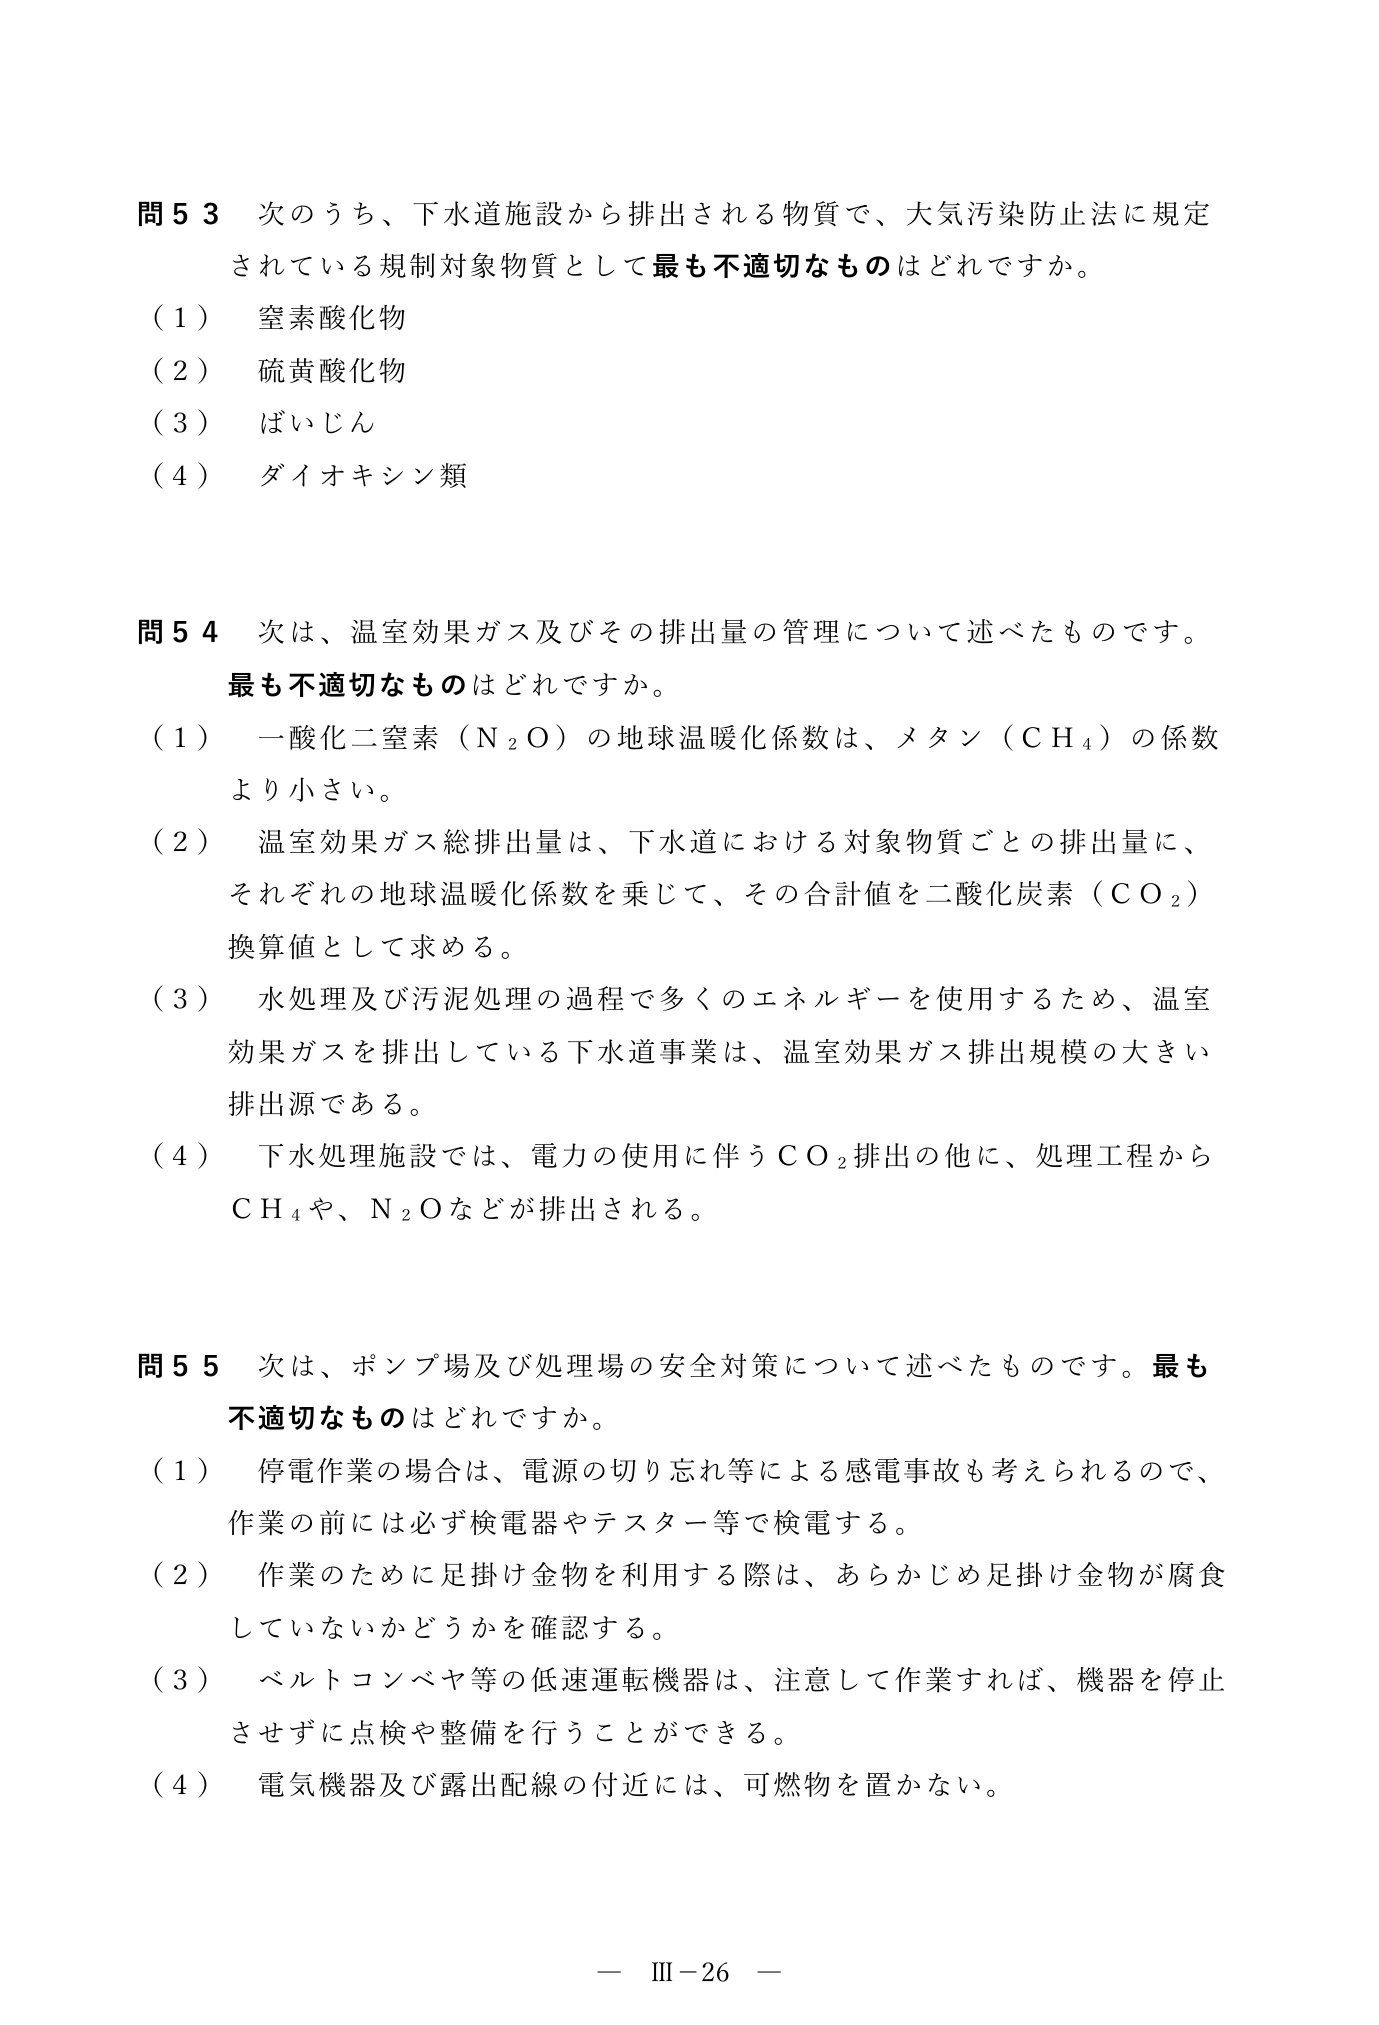 問５３　次のうち、下水道施設から排出される物質で、大気汚染防止法に規定
されている規制対象物質として最も不適切なものはどれですか。
（１）　窒素酸化物
（２）　硫黄酸化物
（３）　ばいじん
（４）　ダイオキシン類
問５４　次は、温室効果ガス及びその排出量の管理について述べたものです。
最も不適切なものはどれですか。
（１）　一酸化二窒素（Ｎ₂Ｏ）の地球温暖化係数は、メタン（ＣＨ₄）の係数
より小さい。
（２）　温室効果ガス総排出量は、下水道における対象物質ごとの排出量に、
それぞれの地球温暖化係数を乗じて、その合計値を二酸化炭素（ＣＯ₂）
換算値として求める。
（３）　水処理及び汚泥処理の過程で多くのエネルギーを使用するため、温室
効果ガスを排出している下水道事業は、温室効果ガス排出規模の大きい
排出源である。
（４）　下水処理施設では、電力の使用に伴うＣＯ₂排出の他に、処理工程から
ＣＨ₄や、Ｎ₂Ｏなどが排出される。
問５５　次は、ポンプ場及び処理場の安全対策について述べたものです。最も
不適切なものはどれですか。
（１）　停電作業の場合は、電源の切り忘れ等による感電事故も考えられるので、
作業の前には必ず検電器やテスター等で検電する。
（２）　作業のために足掛け金物を利用する際は、あらかじめ足掛け金物が腐食
していないかどうかを確認する。
（３）　ベルトコンベヤ等の低速運転機器は、注意して作業すれば、機器を停止
させずに点検や整備を行うことができる。
（４）　電気機器及び露出配線の付近には、可燃物を置かない。
―　Ⅲ－26　―